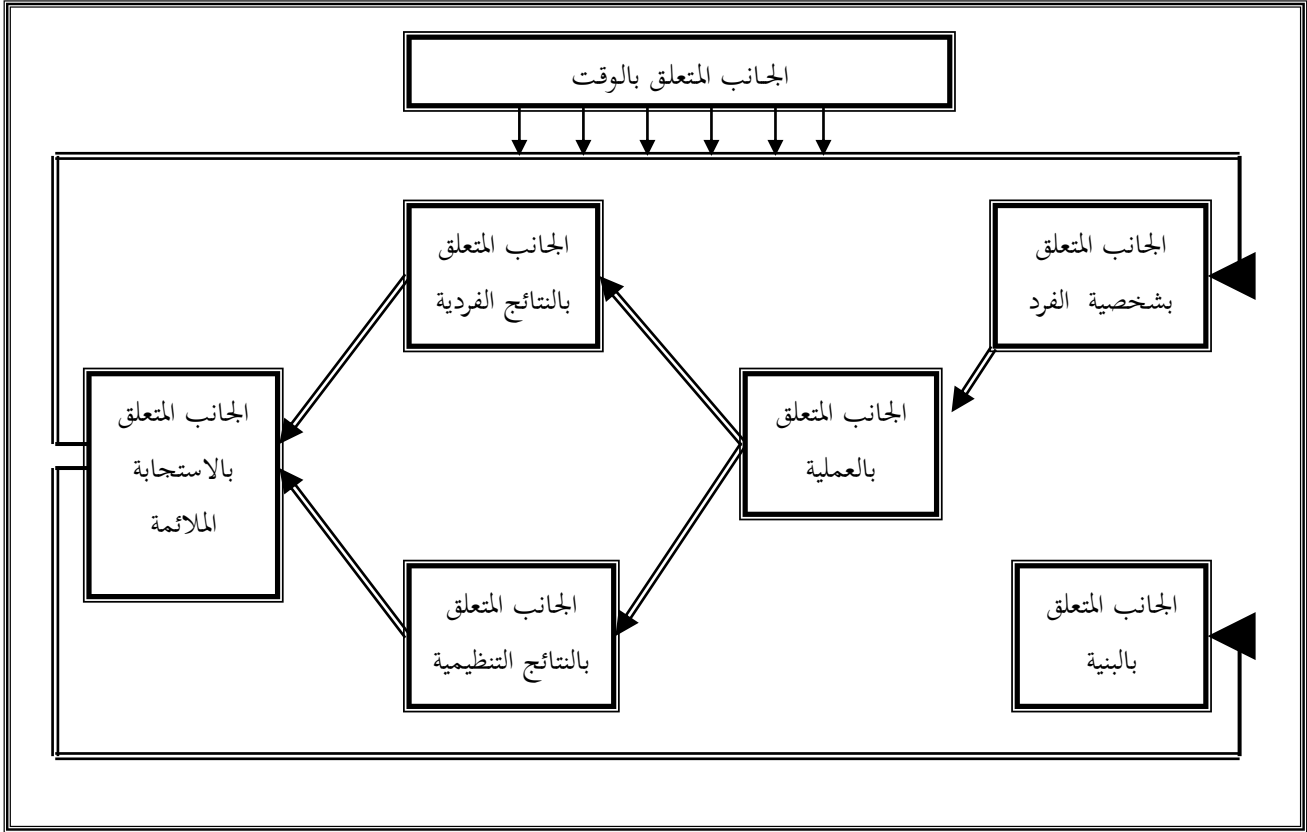 الجانب المتعلق بالوقت
الجانب المتعلق
بشخصية الفرد
الجانب المتعلق
بالنتائج الفردية
الجانب المتعلق
بالعملية
الجانب المتعلق
بالاستجابة
الملائمة
الجانب المتعلق
بالبنية
الجانب المتعلق
بالنتائج التنظيمية